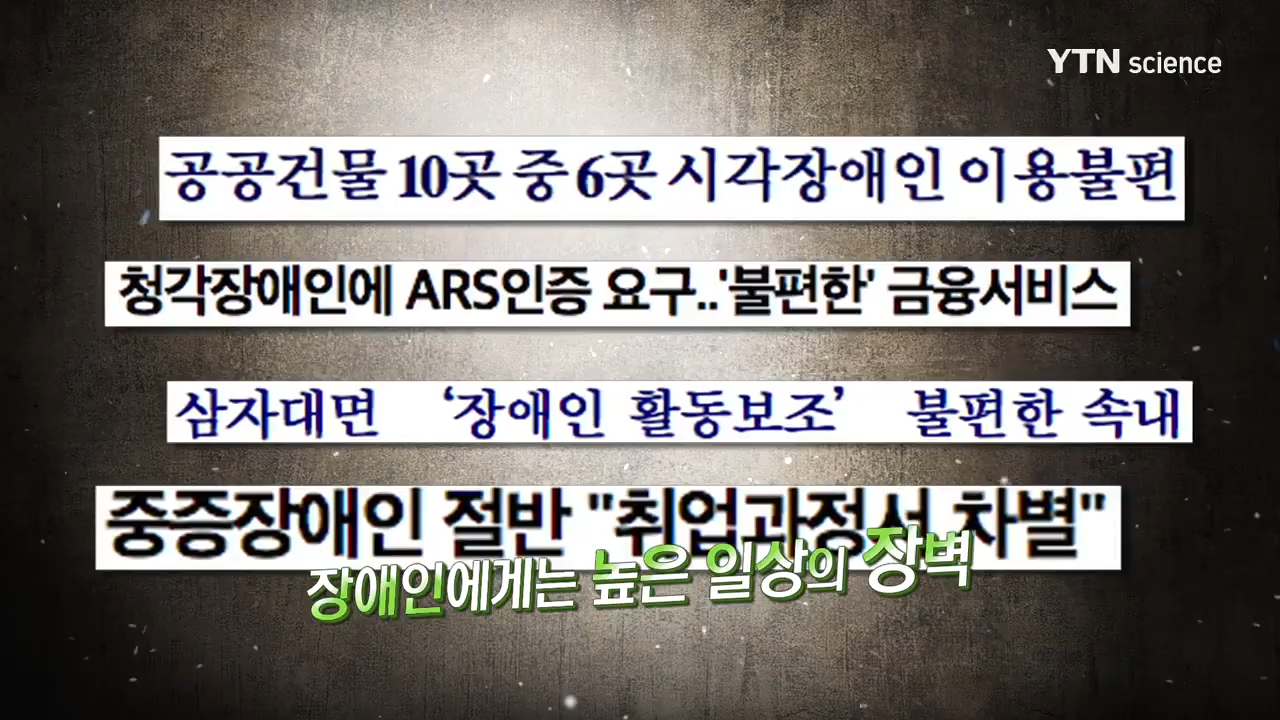 YTN science
공공건물 10곳 중 6곳 시각장애인 이용불편
청각장애인에 ARS인증 요구..'불편한' 금융서비스
삼자대면 ‘장애인 활동보조’ 불편한 속내
중증장애인 절반 "취업과정서 차별"
장애인에게는 높은 일상의 장벽